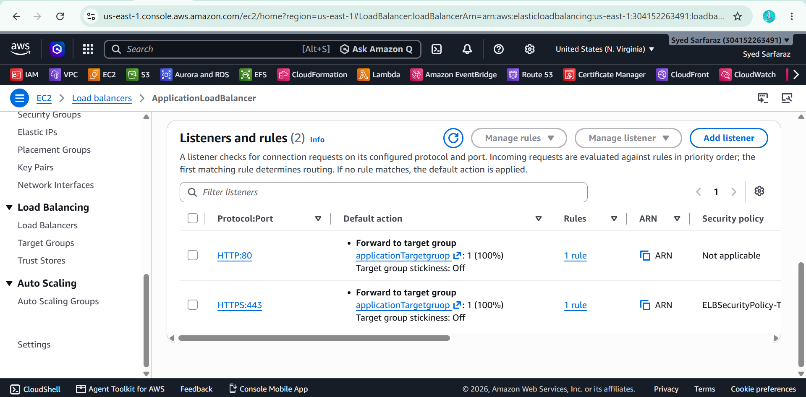 us-east-1.console.aws.amazon.com/ec2/home?region=us-east-1#LoadBalancer:loadBalancerArn=arn:aws:elasticloadbalancing:us-east-1:304152263491:loadba...
aws Search [Alt+S] Ask Amazon Q United States (N. Virginia) Syed Sarfaraz (304152263491)
Syed Sarfaraz
IAM VPC EC2 S3 Aurora and RDS EFS CloudFormation Lambda Amazon EventBridge Route 53 Certificate Manager CloudFront CloudWatch
EC2 Load balancers ApplicationLoadBalancer
Security Groups
Elastic IPs
Placement Groups
Key Pairs
Network Interfaces
Load Balancing
Load Balancers
Target Groups
Trust Stores
Auto Scaling
Auto Scaling Groups
Settings
Listeners and rules (2) Info
Manage rules Manage listener Add listener
A listener checks for connection requests on its configured protocol and port. Incoming requests are evaluated against rules in priority order; the
first matching rule determines routing. If no rule matches, the default action is applied.
Filter listeners
1
Protocol:Port Default action Rules ARN Security policy
HTTP:80
• Forward to target group
applicationTargetgruop : 1 (100%)
Target group stickiness: Off
1 rule ARN Not applicable
HTTPS:443
• Forward to target group
applicationTargetgruop : 1 (100%)
Target group stickiness: Off
1 rule ARN ELBSecurityPolicy-T
CloudShell Agent Toolkit for AWS Feedback Console Mobile App © 2026, Amazon Web Services, Inc. or its affiliates. Privacy Terms Cookie preferences